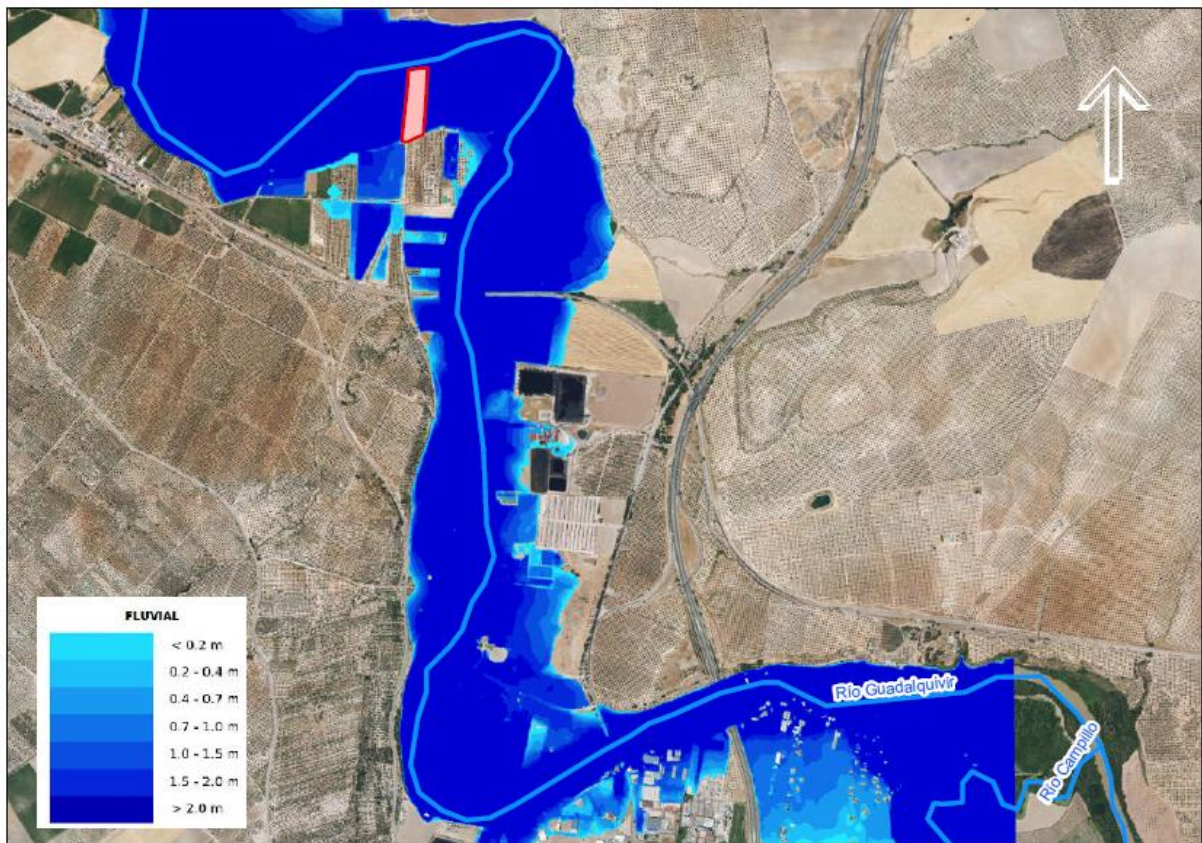 Río Guadalquivir
Río Campillo
FLUVIAL
< 0.2 m
0.2 - 0.4 m
0.4 - 0.7 m
0.7 - 1.0 m
1.0 - 1.5 m
1.5 - 2.0 m
> 2.0 m